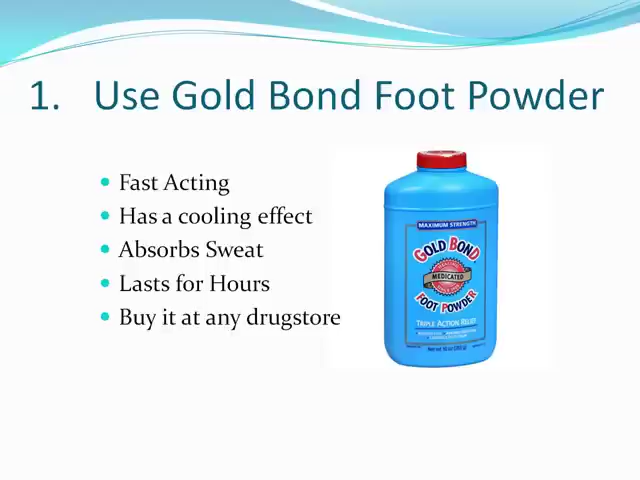 1. Use Gold Bond Foot Powder
Fast Acting
Has a cooling effect
Absorbs Sweat
Lasts for Hours
Buy it at any drugstore
MAXIMUM STRENGTH
GOLD BOND
MEDICATED
FOOT POWDER
TRIPLE ACTION RELIEF